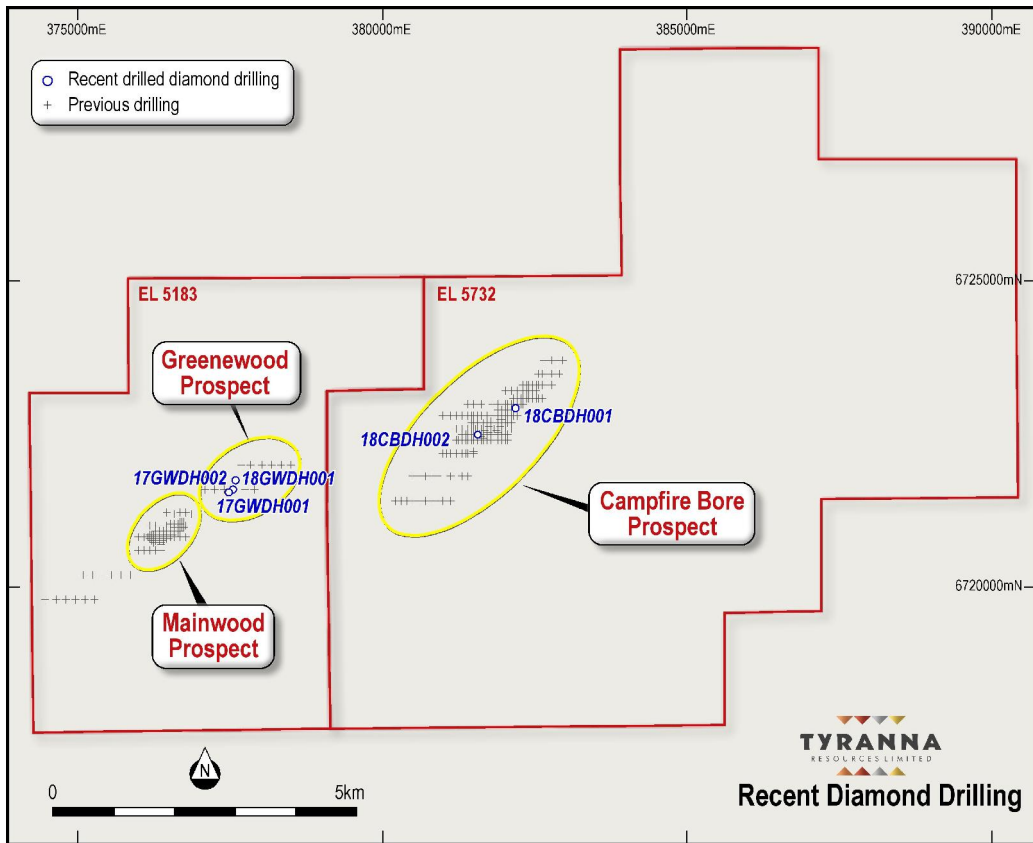 375000mE
380000mE
385000mE
390000mE
Recent drilled diamond drilling
Previous drilling
6725000mN
EL 5183
EL 5732
Greenewood
Prospect
18CBDH001
18CBDH002
17GWDH002
18GWDH001
17GWDH001
Campfire Bore
Prospect
6720000mN
Mainwood
Prospect
TYRANNA
RESOURCES LIMITED
N
0
5km
Recent Diamond Drilling